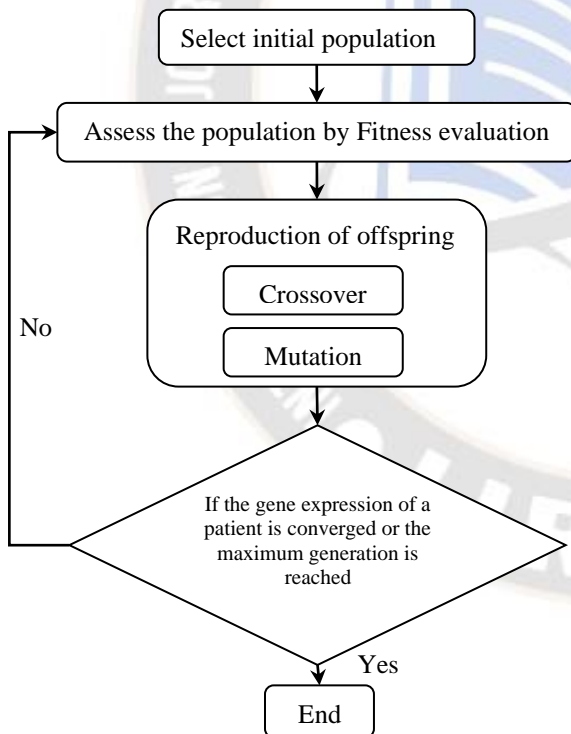 Select initial population
Assess the population by Fitness evaluation
Reproduction of offspring
Crossover
No
Mutation
If the gene expression of a
patient is converged or the
maximum generation is
reached
Yes
End